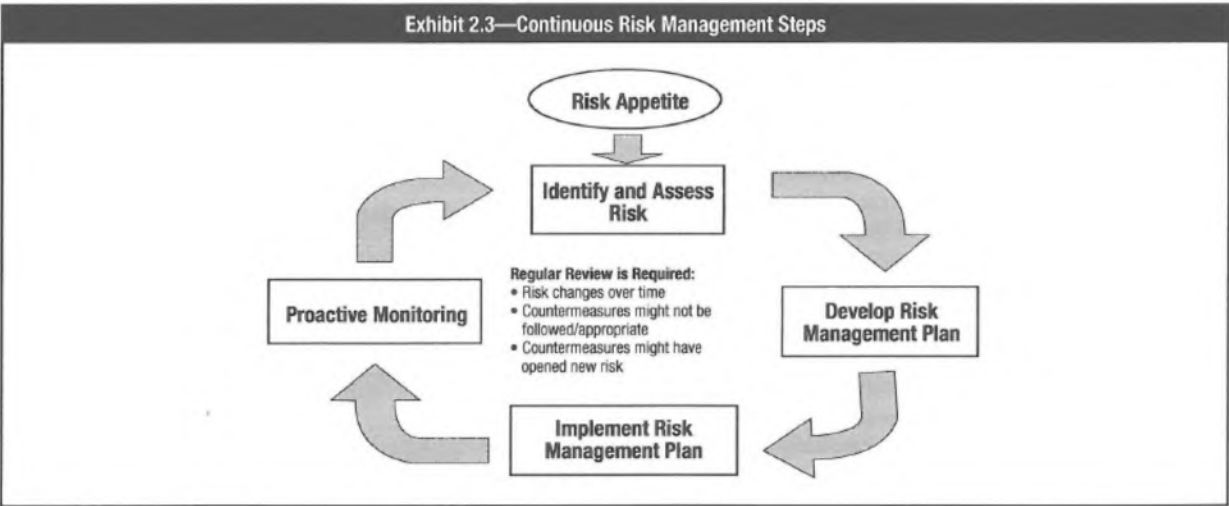 Exhibit 2.3—Continuous Risk Management Steps
Risk Appetite
Identify and Assess
Risk
Regular Review is Required:
• Risk changes over time
• Countermeasures might not be
followed/appropriate
• Countermeasures might have
opened new risk
Proactive Monitoring
Develop Risk
Management Plan
Implement Risk
Management Plan